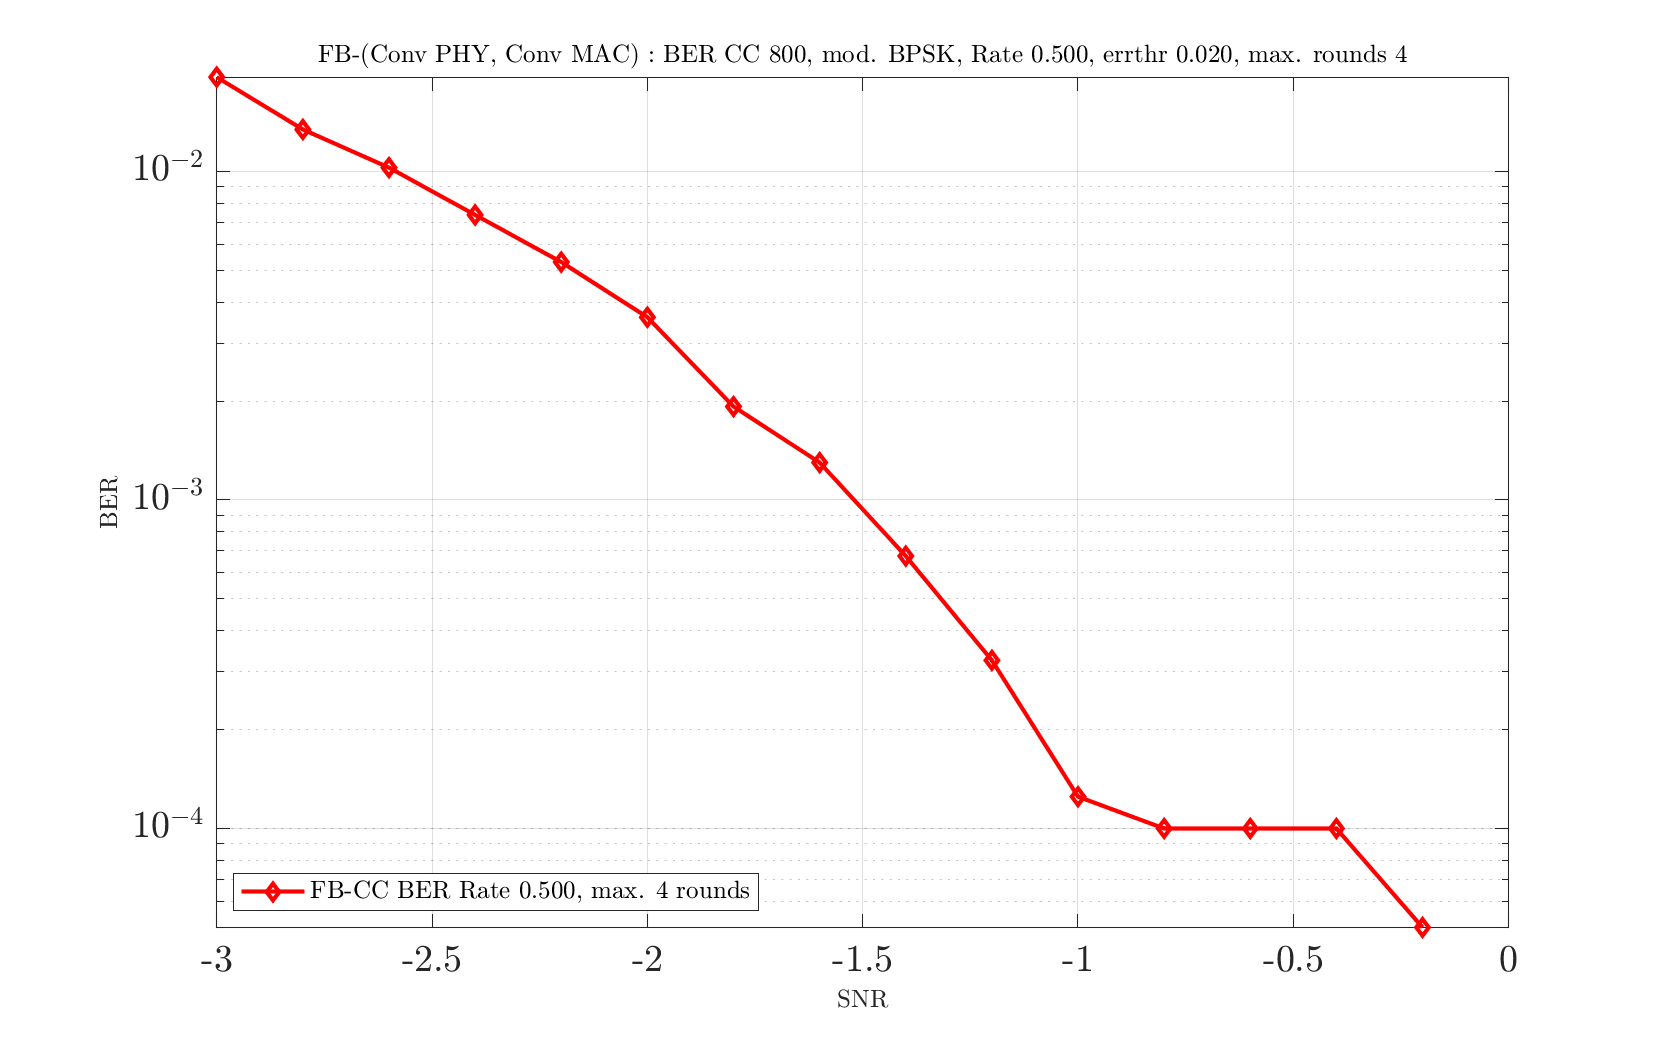 FB-(Conv PHY, Conv MAC) : BER CC 800, mod. BPSK, Rate 0.500, errthr 0.020, max. rounds 4
10^{-2}
10^{-3}
10^{-4}
BER
FB-CC BER Rate 0.500, max. 4 rounds
-3 -2.5 -2 -1.5 -1 -0.5 0
SNR